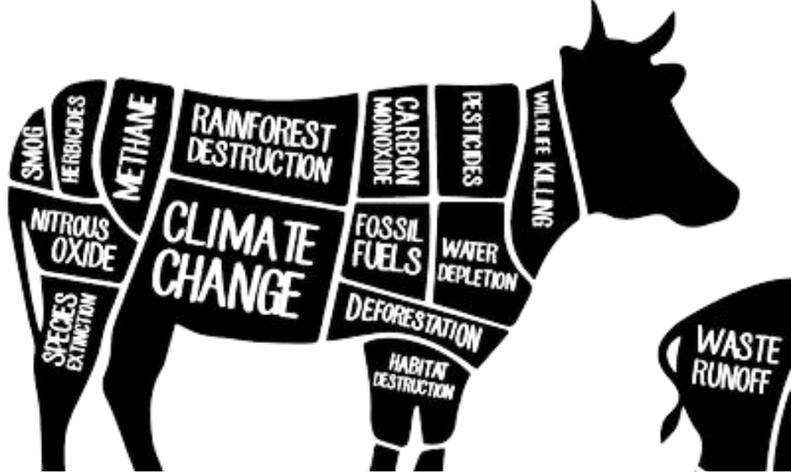 SMOG
HERBICIDES
METHANE
RAINFOREST
DESTRUCTION
CARBON
MONOXIDE
PESTICIDES
WILDLIFE KILLING
NITROUS
OXIDE
CLIMATE
CHANGE
FOSSIL
FUELS
WATER
DEPLETION
SPECIES
EXTINCTION
DEFORESTATION
HABITAT
DESTRUCTION
WASTE
RUNOFF